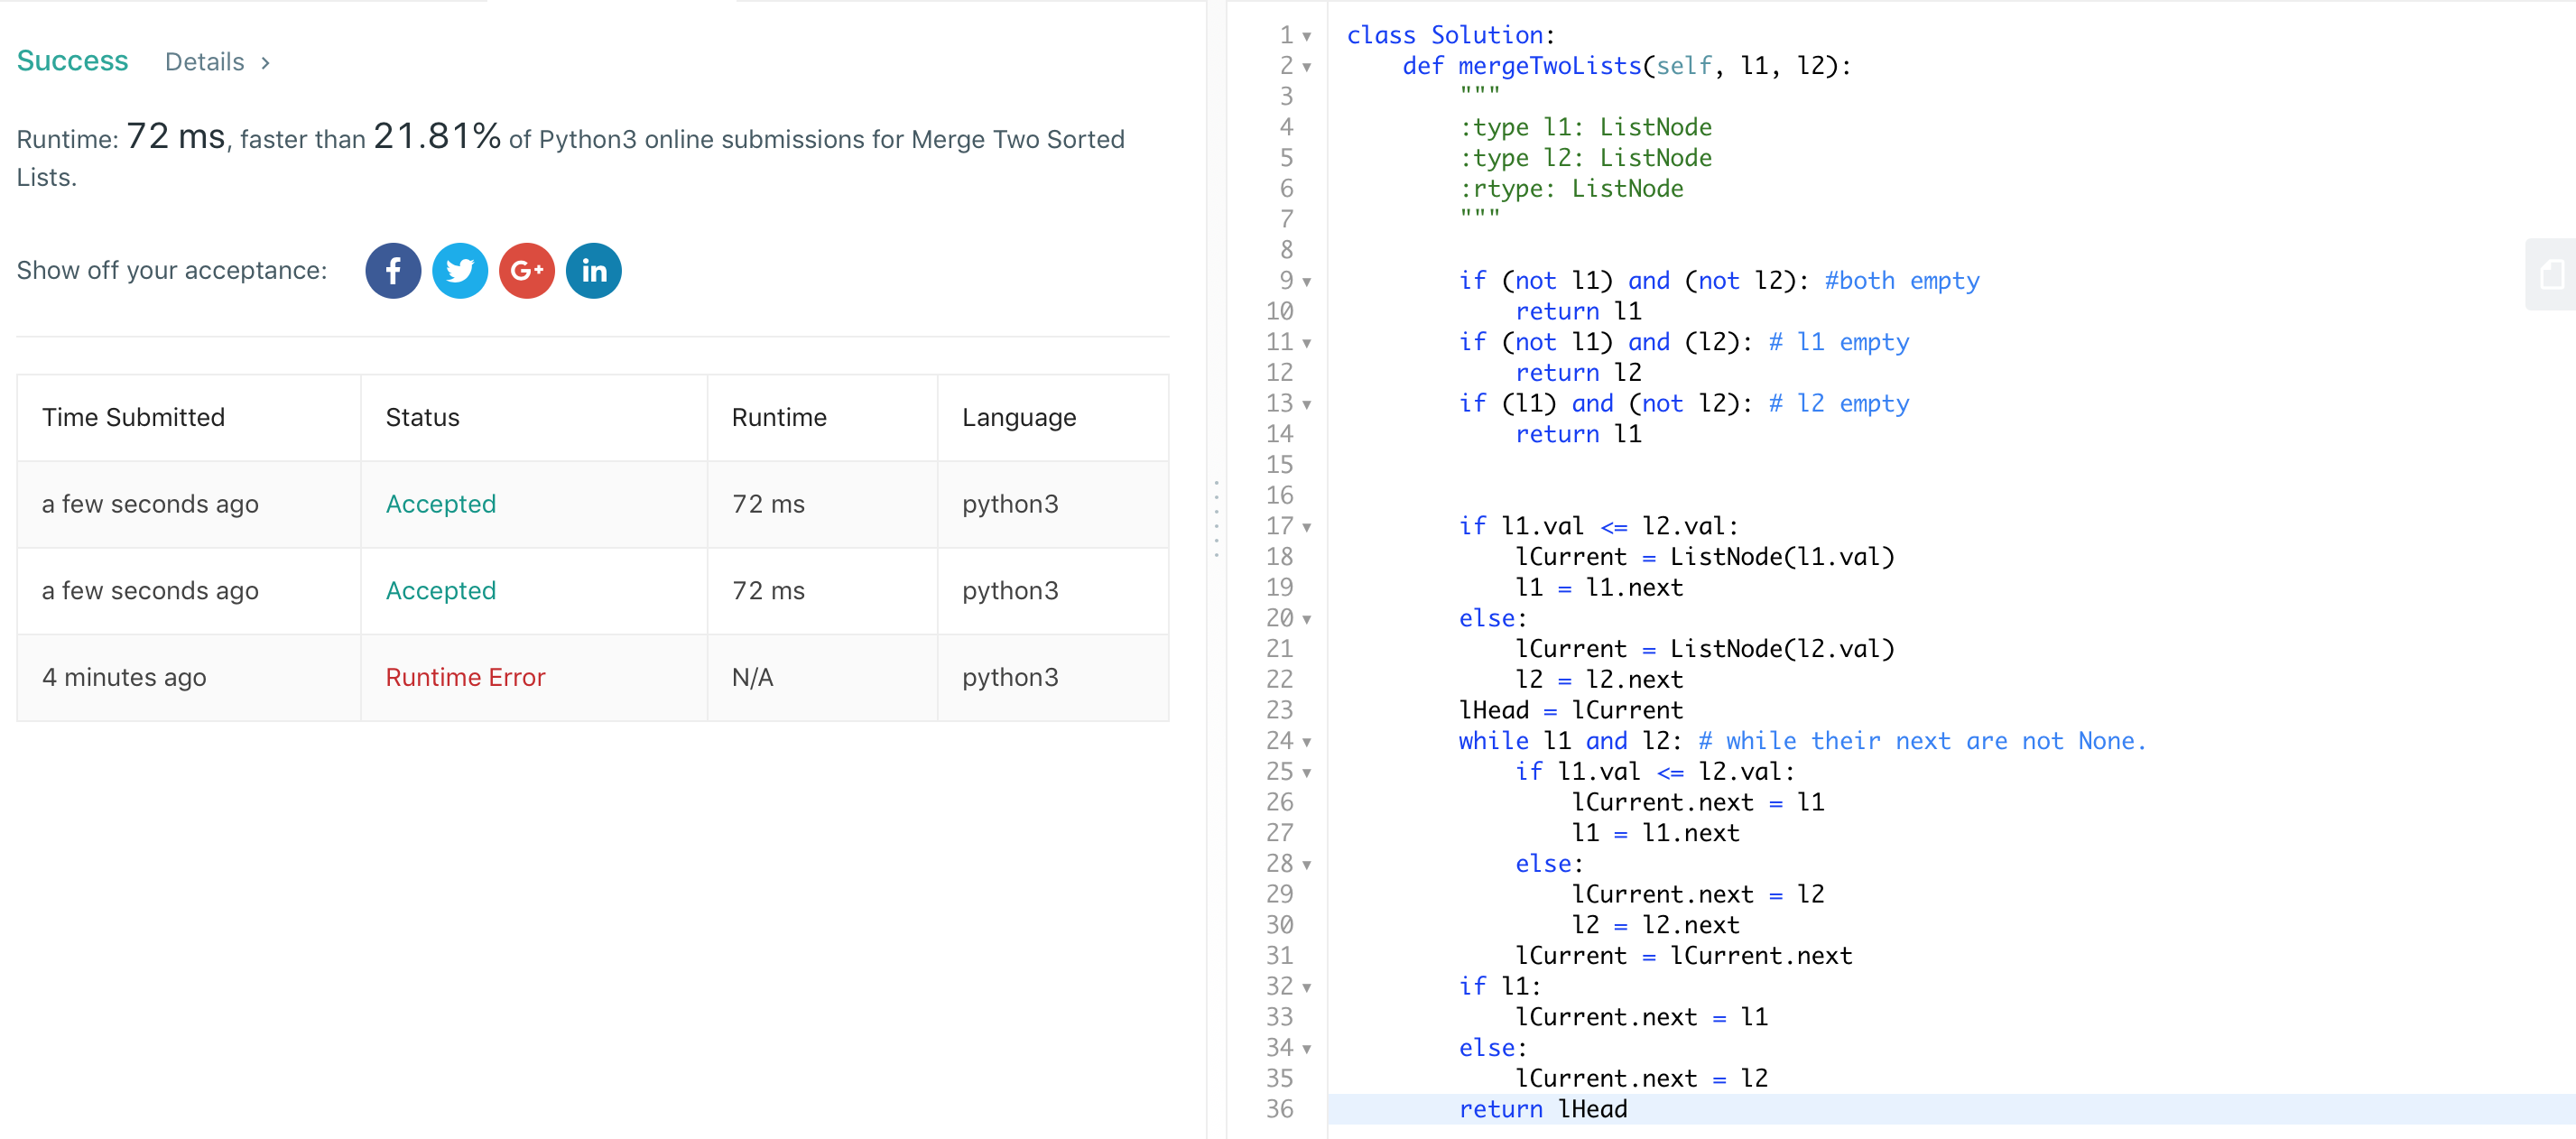 Success Details >
Runtime: 72 ms, faster than 21.81% of Python3 online submissions for Merge Two Sorted
Lists.
Show off your acceptance: f G+ in
Time Submitted Status Runtime Language
a few seconds ago Accepted 72 ms python3
a few seconds ago Accepted 72 ms python3
4 minutes ago Runtime Error N/A python3
1 class Solution:
2     def mergeTwoLists(self, l1, l2):
3         """
4         :type l1: ListNode
5         :type l2: ListNode
6         :rtype: ListNode
7         """
8
9         if (not l1) and (not l2): #both empty
10             return l1
11         if (not l1) and (l2): # l1 empty
12             return l2
13         if (l1) and (not l2): # l2 empty
14             return l1
15
16
17         if l1.val <= l2.val:
18             lCurrent = ListNode(l1.val)
19             l1 = l1.next
20         else:
21             lCurrent = ListNode(l2.val)
22             l2 = l2.next
23         lHead = lCurrent
24         while l1 and l2: # while their next are not None.
25             if l1.val <= l2.val:
26                 lCurrent.next = l1
27                 l1 = l1.next
28             else:
29                 lCurrent.next = l2
30                 l2 = l2.next
31             lCurrent = lCurrent.next
32         if l1:
33             lCurrent.next = l1
34         else:
35             lCurrent.next = l2
36         return lHead